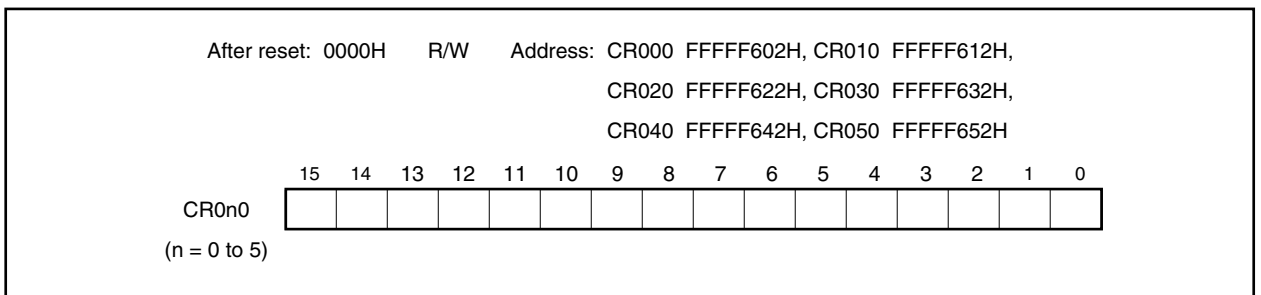 After reset: 0000H R/W Address: CR000 FFFFF602H, CR010 FFFFF612H,
CR020 FFFFF622H, CR030 FFFFF632H,
CR040 FFFFF642H, CR050 FFFFF652H
15 14 13 12 11 10 9 8 7 6 5 4 3 2 1 0
CR0n0
(n = 0 to 5)